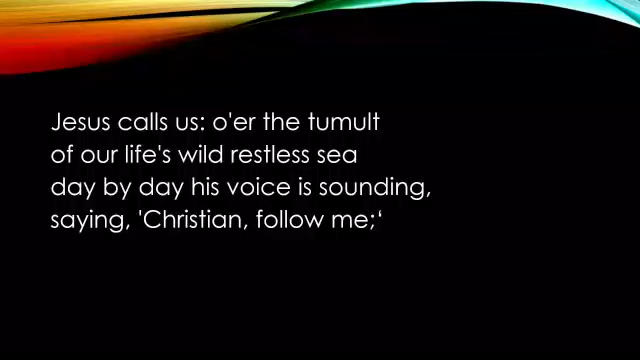 Jesus calls us: o'er the tumult
of our life's wild restless sea
day by day his voice is sounding,
saying, 'Christian, follow me;‘